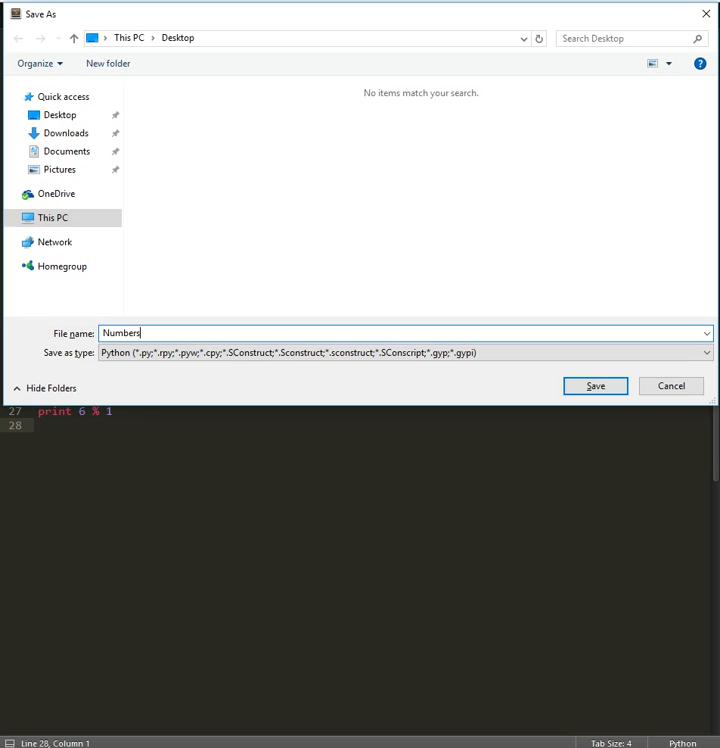 Save As
This PC > Desktop
Search Desktop
Organize
New folder
Quick access
Desktop
Downloads
Documents
Pictures
OneDrive
This PC
Network
Homegroup
No items match your search.
File name: Numbers
Save as type: Python (*.py;*.rpy;*.pyw;*.cpy;*.SConstruct;*.Sconstruct;*.sconstruct;*.SConscript;*.gyp;*.gypi)
Hide Folders
Save
Cancel
27 print 6 % 1
28
Line 28, Column 1
Tab Size: 4
Python